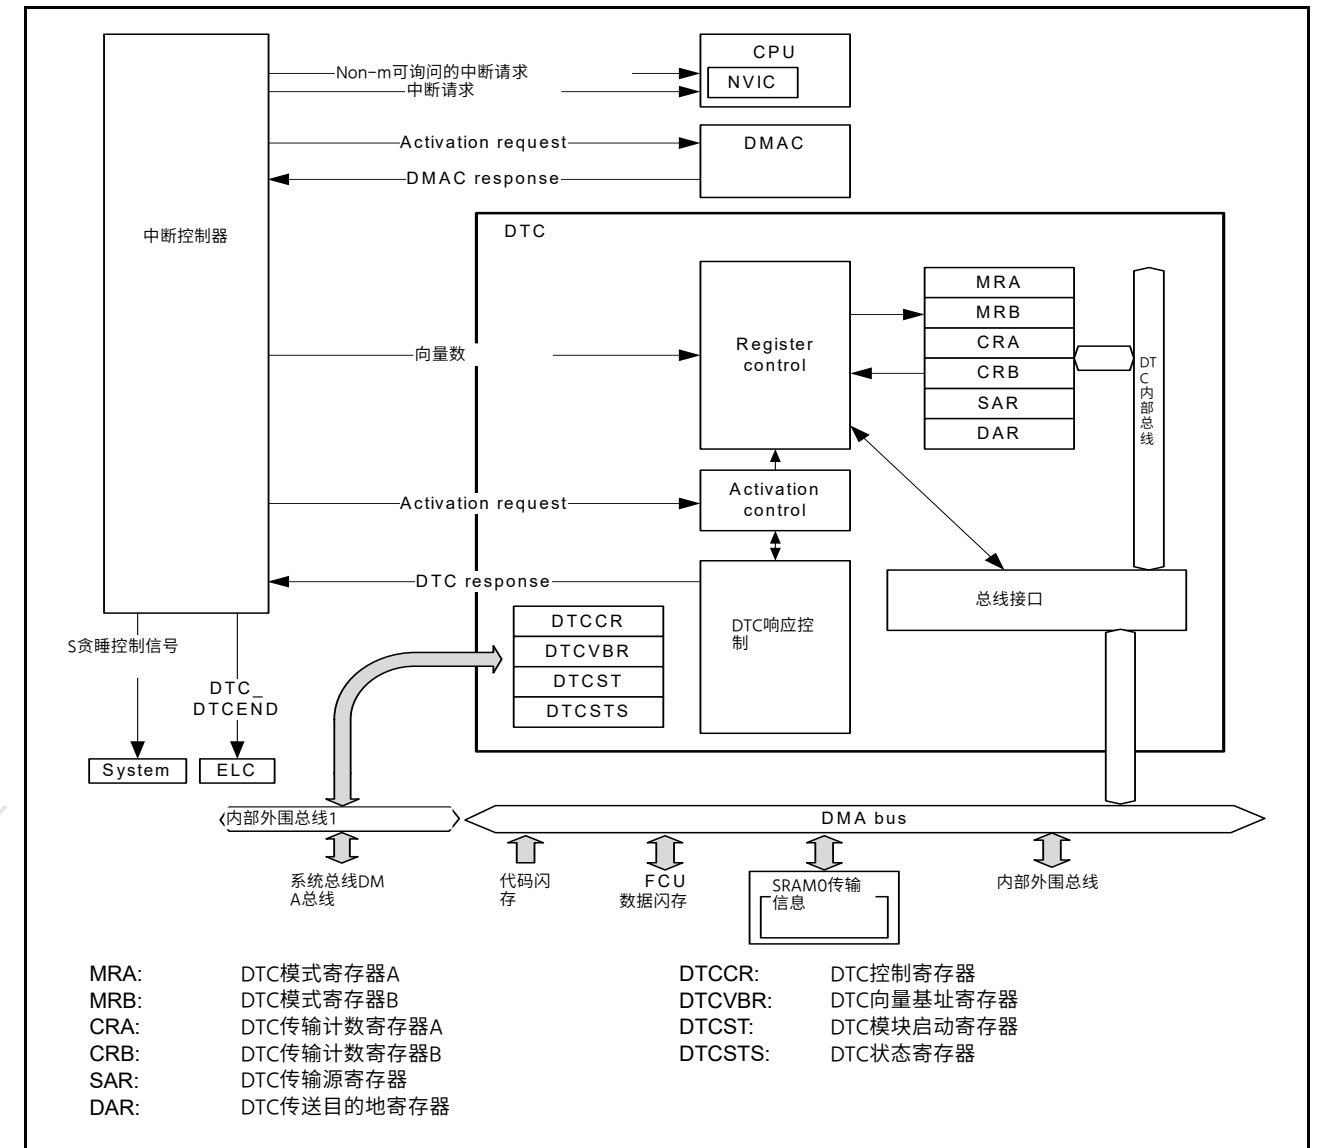 CPU
Non-m可询问的中断请求
NVIC
中断请求
Activation request
DMAC
DMAC response
中断控制器
DTC
MRA
MRB
Register
control
CRA
向量数
CRB
SAR
DAR
DT
C
内
部
总
线
Activation request
Activation
control
DTC response
总线接口
DTCCR
DTCVBR
DTCST
DTCSTS
DTC响应控
制
S贪睡控制信号
DTC_
DTCEND
System
ELC
内部外围总线1
DMA bus
系统总线DM
A总线
代码闪
存
FCU
数据闪存
SRAM0传输
信息
内部外围总线
MRA: DTC模式寄存器A
MRB: DTC模式寄存器B
CRA: DTC传输计数寄存器A
CRB: DTC传输计数寄存器B
SAR: DTC传输源寄存器
DAR: DTC传送目的地寄存器
DTCCR: DTC控制寄存器
DTCVBR: DTC向量基址寄存器
DTCST: DTC模块启动寄存器
DTCSTS: DTC状态寄存器